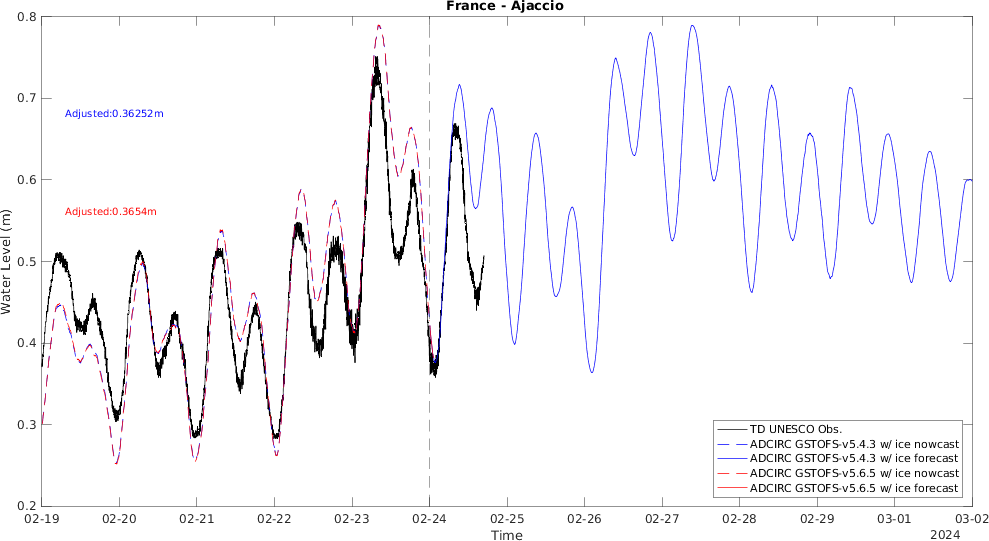 France - Ajaccio
0.8
0.7
0.6
0.5
0.4
0.3
0.2
Water Level (m)
Adjusted:0.36252m
Adjusted:0.3654m
TD UNESCO Obs.
ADCIRC GSTOFS-v5.4.3 w/ ice nowcast
ADCIRC GSTOFS-v5.4.3 w/ ice forecast
ADCIRC GSTOFS-v5.6.5 w/ ice nowcast
ADCIRC GSTOFS-v5.6.5 w/ ice forecast
02-19 02-20 02-21 02-22 02-23 02-24 02-25 02-26 02-27 02-28 02-29 03-01 03-02
Time
2024